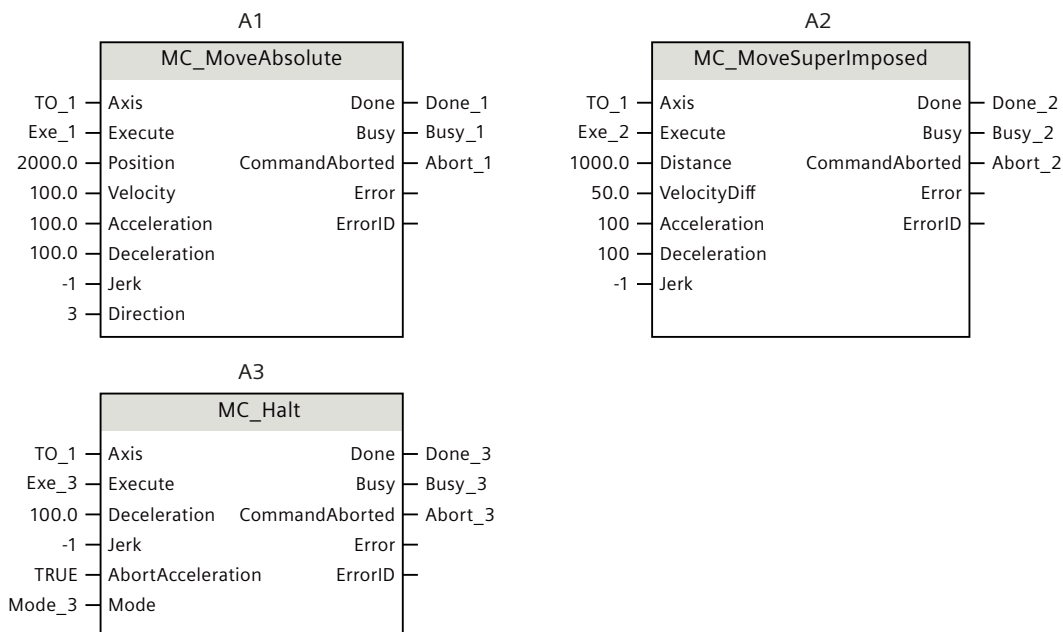 A1
MC_MoveAbsolute
TO_1 Axis Done Done_1
Exe_1 Execute Busy Busy_1
2000.0 Position CommandAborted Abort_1
100.0 Velocity Error
100.0 Acceleration ErrorID
100.0 Deceleration
-1 Jerk
3 Direction
A2
MC_MoveSuperImposed
TO_1 Axis Done Done_2
Exe_2 Execute Busy Busy_2
1000.0 Distance CommandAborted Abort_2
50.0 VelocityDiff Error
100 Acceleration ErrorID
100 Deceleration
-1 Jerk
A3
MC_Halt
TO_1 Axis Done Done_3
Exe_3 Execute Busy Busy_3
100.0 Deceleration CommandAborted Abort_3
-1 Jerk Error
TRUE AbortAcceleration ErrorID
Mode_3 Mode